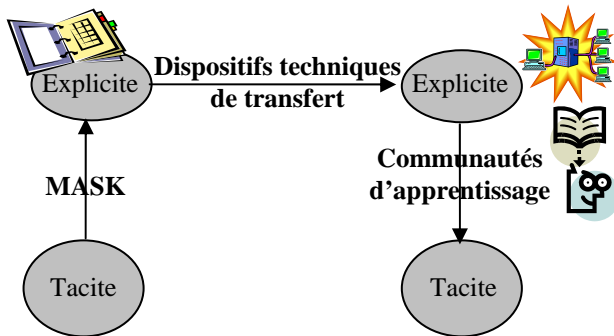 Explicite
Dispositifs techniques
de transfert
Explicite
MASK
Communautés
d'apprentissage
Tacite
Tacite